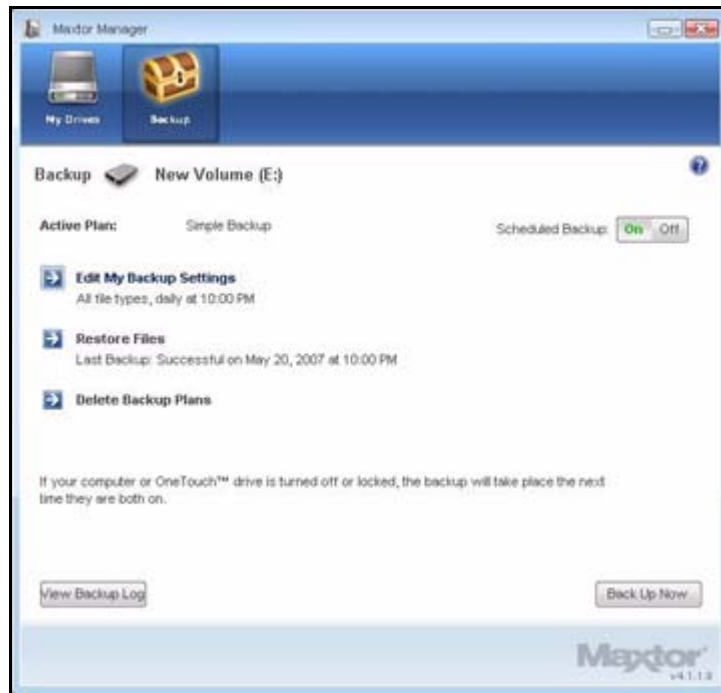 Maxtor Manager
My Drives
Backup
Backup New Volume (E:)
Active Plan: Simple Backup
Scheduled Backup: On Off
Edit My Backup Settings
All file types, daily at 10:00 PM
Restore Files
Last Backup: Successful on May 20, 2007 at 10:00 PM
Delete Backup Plans
If your computer or OneTouch™ drive is turned off or locked, the backup will take place the next
time they are both on.
View Backup Log
Back Up Now
Maxtor